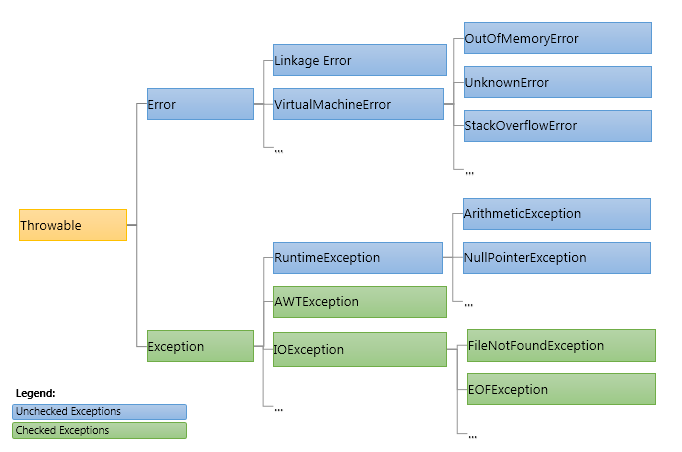 OutOfMemoryError
Linkage Error
UnknownError
Error
VirtualMachineError
StackOverflowError
...
...
Throwable
ArithmeticException
RuntimeException
NullPointerException
AWTException
...
Exception
IOException
FileNotFoundException
EOFException
...
...
Legend:
Unchecked Exceptions
Checked Exceptions